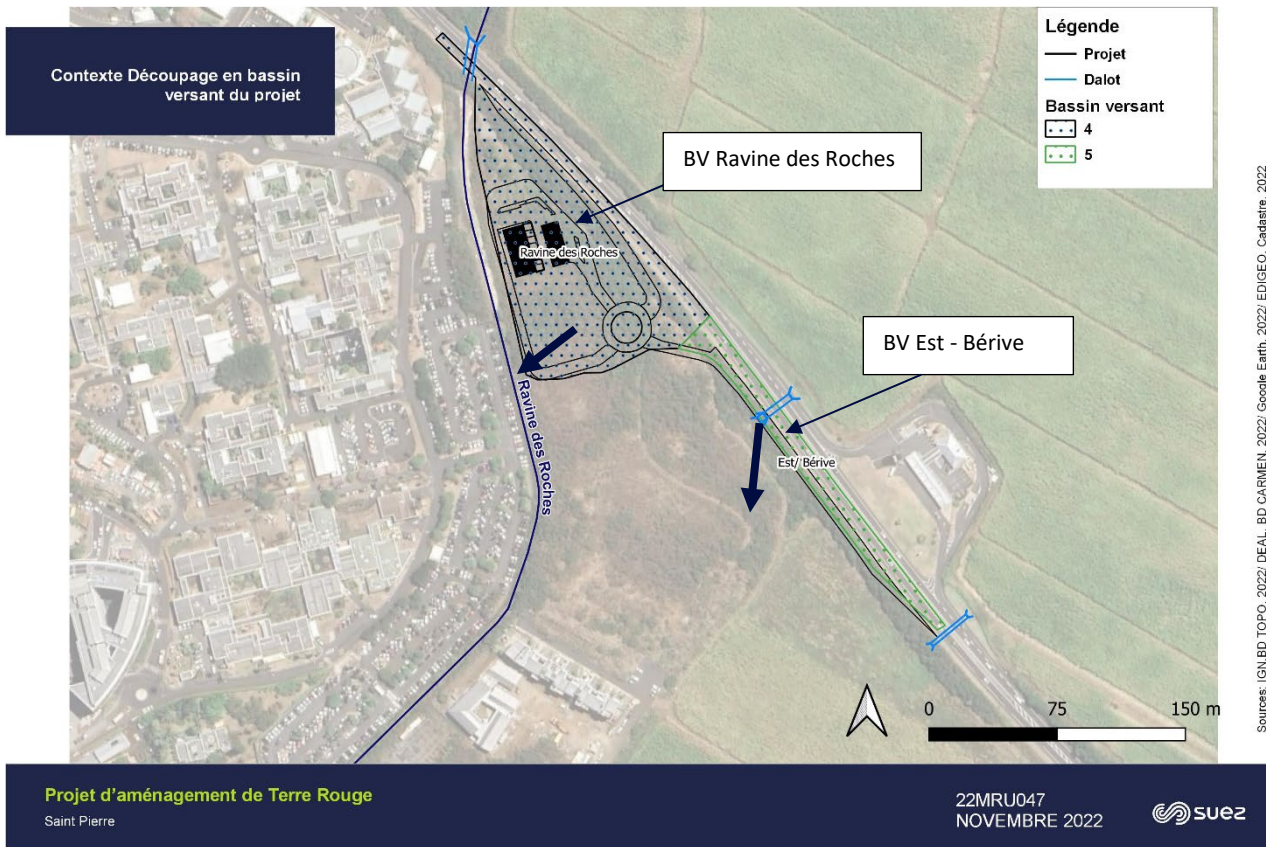 Contexte Découpage en bassin
versant du projet
Légende
Projet
Dalot
Bassin versant
4
5
BV Ravine des Roches
Ravine des Roches
BV Est - Bérive
Est/ Bérive
Ravine des Roches
0 75 150 m
Sources: IGN.BD TOPO, 2022/ DEAL, BD CARMEN, 2022/ Google Earth, 2022/ EDIGEO, Cadastre, 2022
Projet d'aménagement de Terre Rouge
Saint Pierre
22MRU047
NOVEMBRE 2022
suez